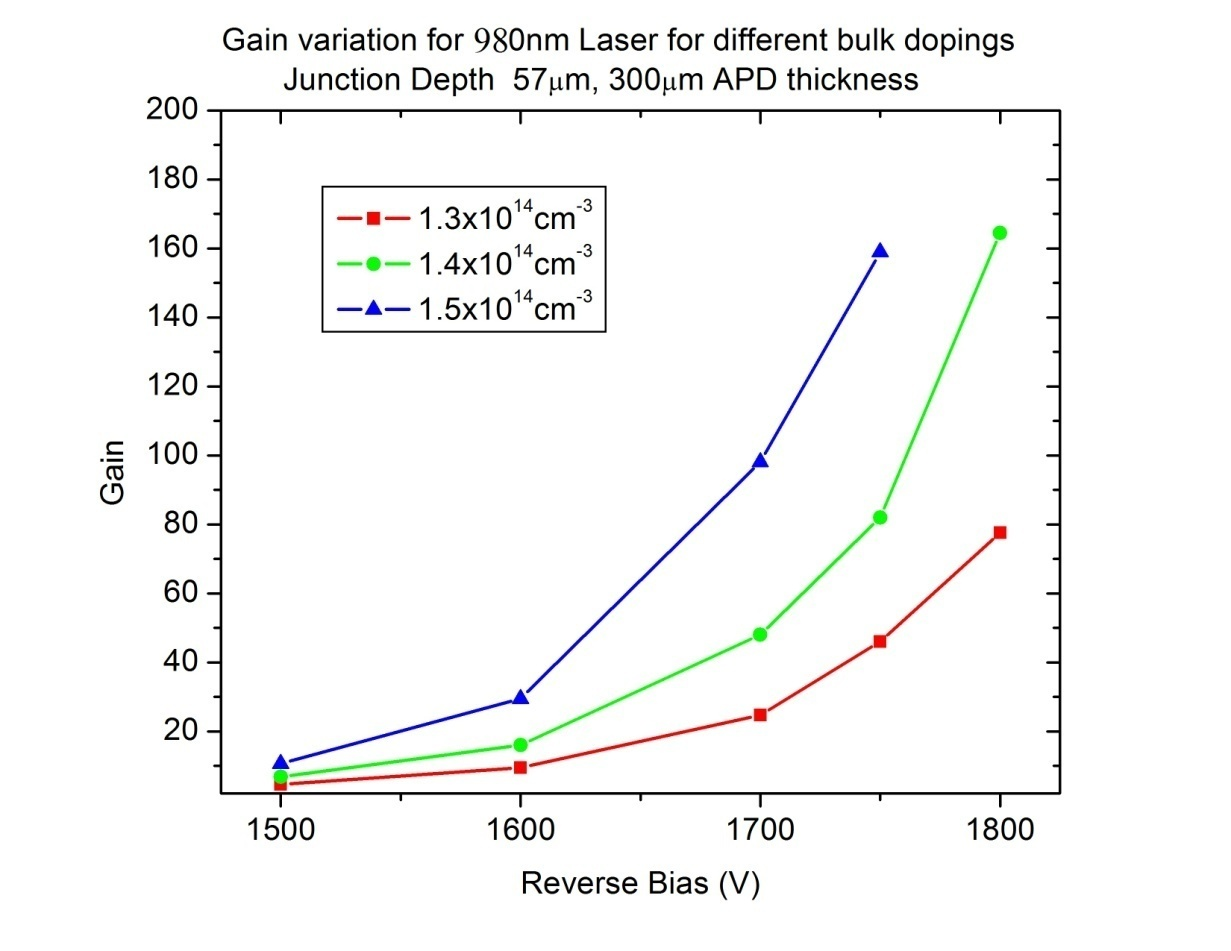 Gain variation for 980nm Laser for different bulk dopings
Junction Depth 57μm, 300μm APD thickness
200
180
160
140
120
100
80
60
40
20
Gain
1.3x10¹⁴cm⁻³
1.4x10¹⁴cm⁻³
1.5x10¹⁴cm⁻³
1500 1600 1700 1800
Reverse Bias (V)